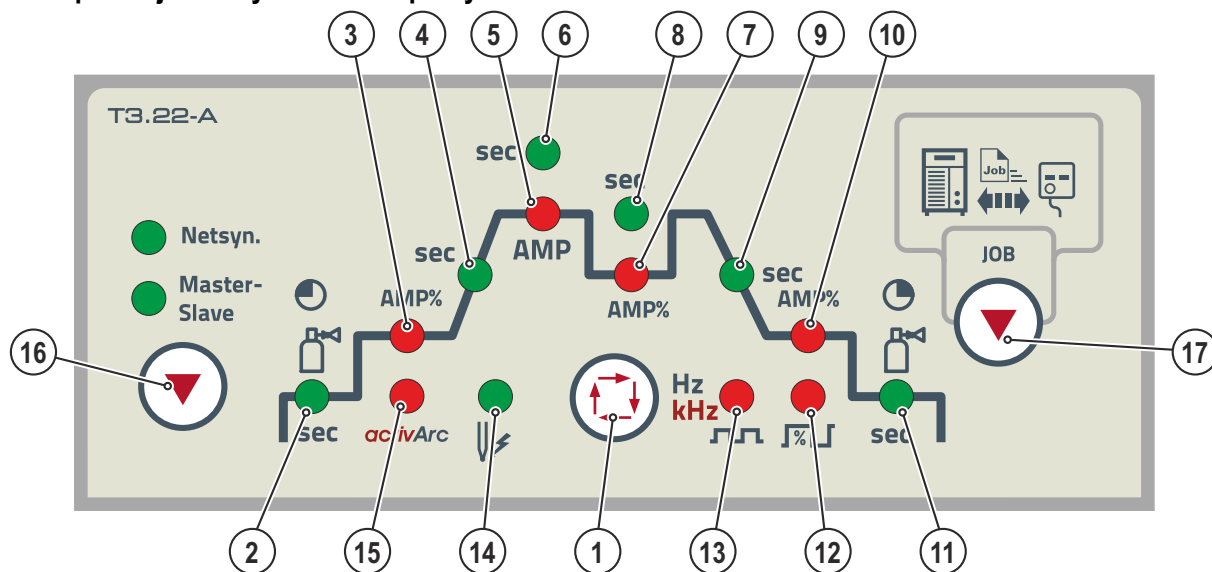 3 4 5 6 8 7 9 10
T3.22-A
sec
sec
Job
Netsyn.
sec
AMP
sec
JOB
Master-
Slave
AMP%
AMP%
AMP%
16
17
Hz
kHz
sec
activArc
%
sec
2 15 14 1 13 12 11